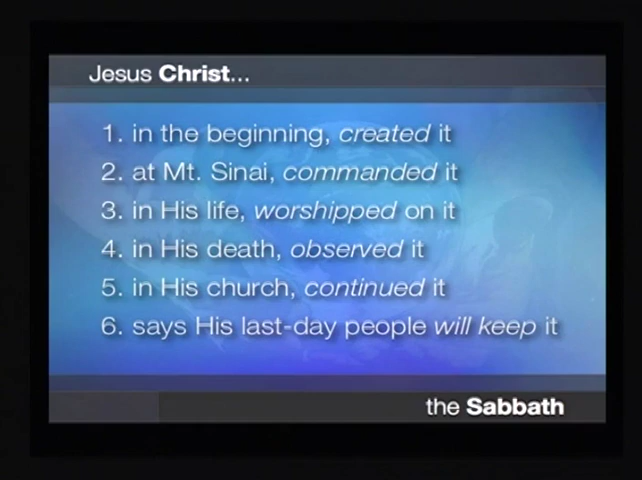 Jesus Christ...
1. in the beginning, created it
2. at Mt. Sinai, commanded it
3. in His life, worshipped on it
4. in His death, observed it
5. in His church, continued it
6. says His last-day people will keep it
the Sabbath